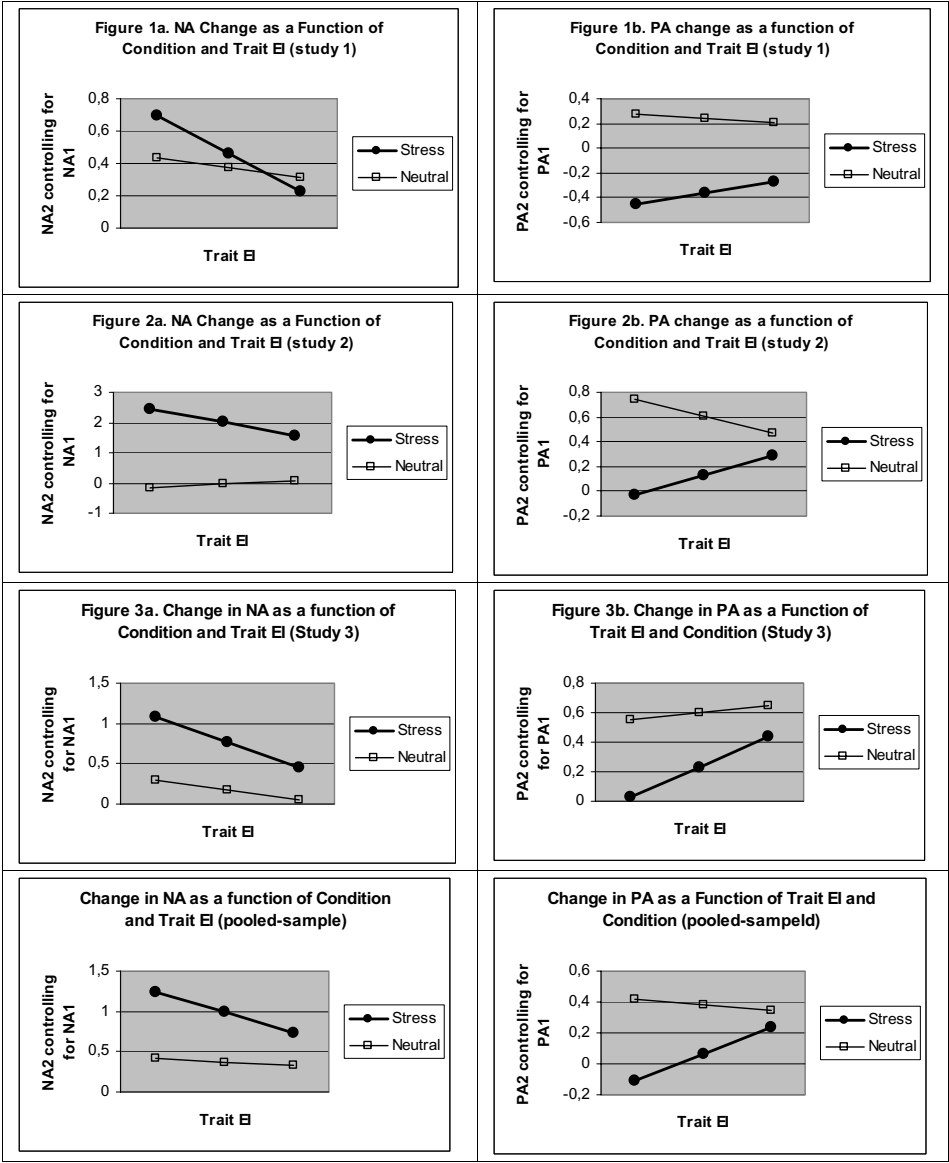 Figure 1a. NA Change as a Function of
Condition and Trait EI (study 1)
NA2 controlling for
NA1
0,8
0,6
0,4
0,2
0
Trait EI
Stress
Neutral
Figure 1b. PA change as a Function of
Condition and Trait EI (study 1)
PA2 controlling for
PA1
0,4
0,2
0
-0,2
-0,4
-0,6
Trait EI
Stress
Neutral
Figure 2a. NA Change as a Function of
Condition and Trait EI (study 2)
NA2 controlling for
NA1
3
2
1
0
-1
Trait EI
Stress
Neutral
Figure 2b. PA change as a function of
Condition and Trait EI (study 2)
PA2 controlling for
PA1
0,8
0,6
0,4
0,2
0
-0,2
Trait EI
Stress
Neutral
Figure 3a. Change in NA as a function of
Condition and Trait EI (Study 3)
NA2 controlling
for NA1
1,5
1
0,5
0
Trait EI
Stress
Neutral
Figure 3b. Change in PA as a Function of
Trait EI and Condition (Study 3)
PA2 controlling
for PA1
0,8
0,6
0,4
0,2
0
Trait EI
Stress
Neutral
Change in NA as a function of Condition
and Trait EI (pooled-sample)
NA2 controlling
for NA1
1,5
1
0,5
0
Trait EI
Stress
Neutral
Change in PA as a Function of Trait EI and
Condition (pooled-sampeld)
PA2 controlling for
PA1
0,6
0,4
0,2
0
-0,2
Trait EI
Stress
Neutral